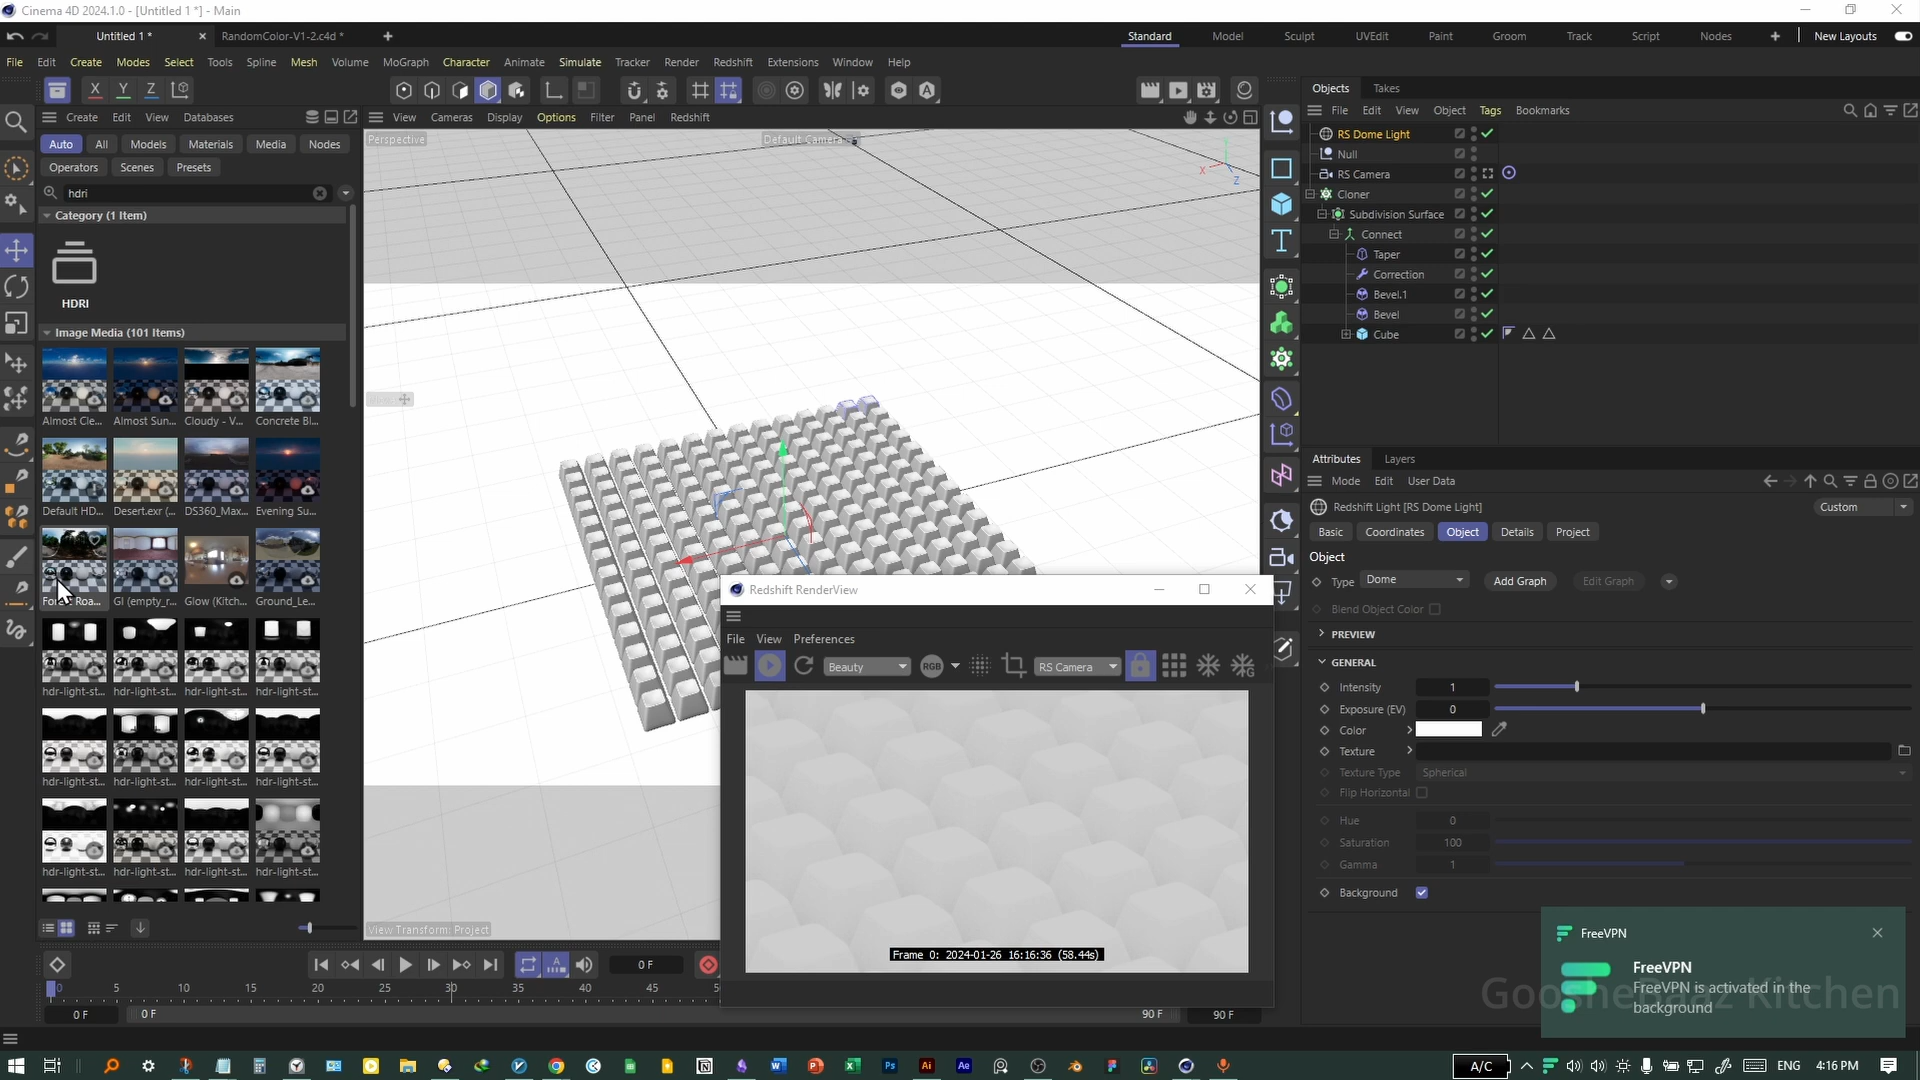 Cinema 4D 2024.1.0 - [Untitled 1 *] - Main
Untitled 1 *
RandomColor-V1-2.c4d *
Standard
Model
Sculpt
UVEdit
Paint
Groom
Track
Script
Nodes
New Layouts
File Edit Create Modes Select Tools Spline Mesh Volume MoGraph Character Animate Simulate Tracker Render Redshift Extensions Window Help
X Y Z
Objects Takes
File Edit View Object Tags Bookmarks
Create Edit View Databases
View Cameras Display Options Filter Panel Redshift
Auto All Models Materials Media Nodes
Operators Scenes Presets
hdri
Category (1 Item)
HDRI
Image Media (101 Items)
Almost Cle... Almost Sun... Cloudy - V... Concrete Bl...
Default HD... Desert.exr (... DS360_Max... Evening Su...
GI (empty_r... Glow (Kitch... Ground_Le...
hdr-light-st... hdr-light-st... hdr-light-st... hdr-light-st...
hdr-light-st... hdr-light-st... hdr-light-st... hdr-light-st...
hdr-light-st... hdr-light-st... hdr-light-st... hdr-light-st...
Perspective
Default Camera
X
Z
View Transform: Project
RS Dome Light
Null
RS Camera
Cloner
Subdivision Surface
Connect
Taper
Correction
Bevel.1
Bevel
Cube
Attributes Layers
Mode Edit User Data
Redshift Light [RS Dome Light]
Custom
Basic Coordinates Object Details Project
Object
Type Dome Add Graph Edit Graph
Blend Object Color
PREVIEW
GENERAL
Intensity 1
Exposure (EV) 0
Color
Texture
Texture Type Spherical
Flip Horizontal
Hue 0
Saturation 100
Gamma 1
Background
Redshift RenderView
File View Preferences
Beauty
RGB
RS Camera
Frame 0: 2024-01-26 16:16:36 (58.44s)
0 F
0 5 10 15 20 25 30 35 40 45
0 F
0 F
90 F
90 F
FreeVPN
FreeVPN
FreeVPN is activated in the
background
Kitchen
A/C
ENG
4:16 PM